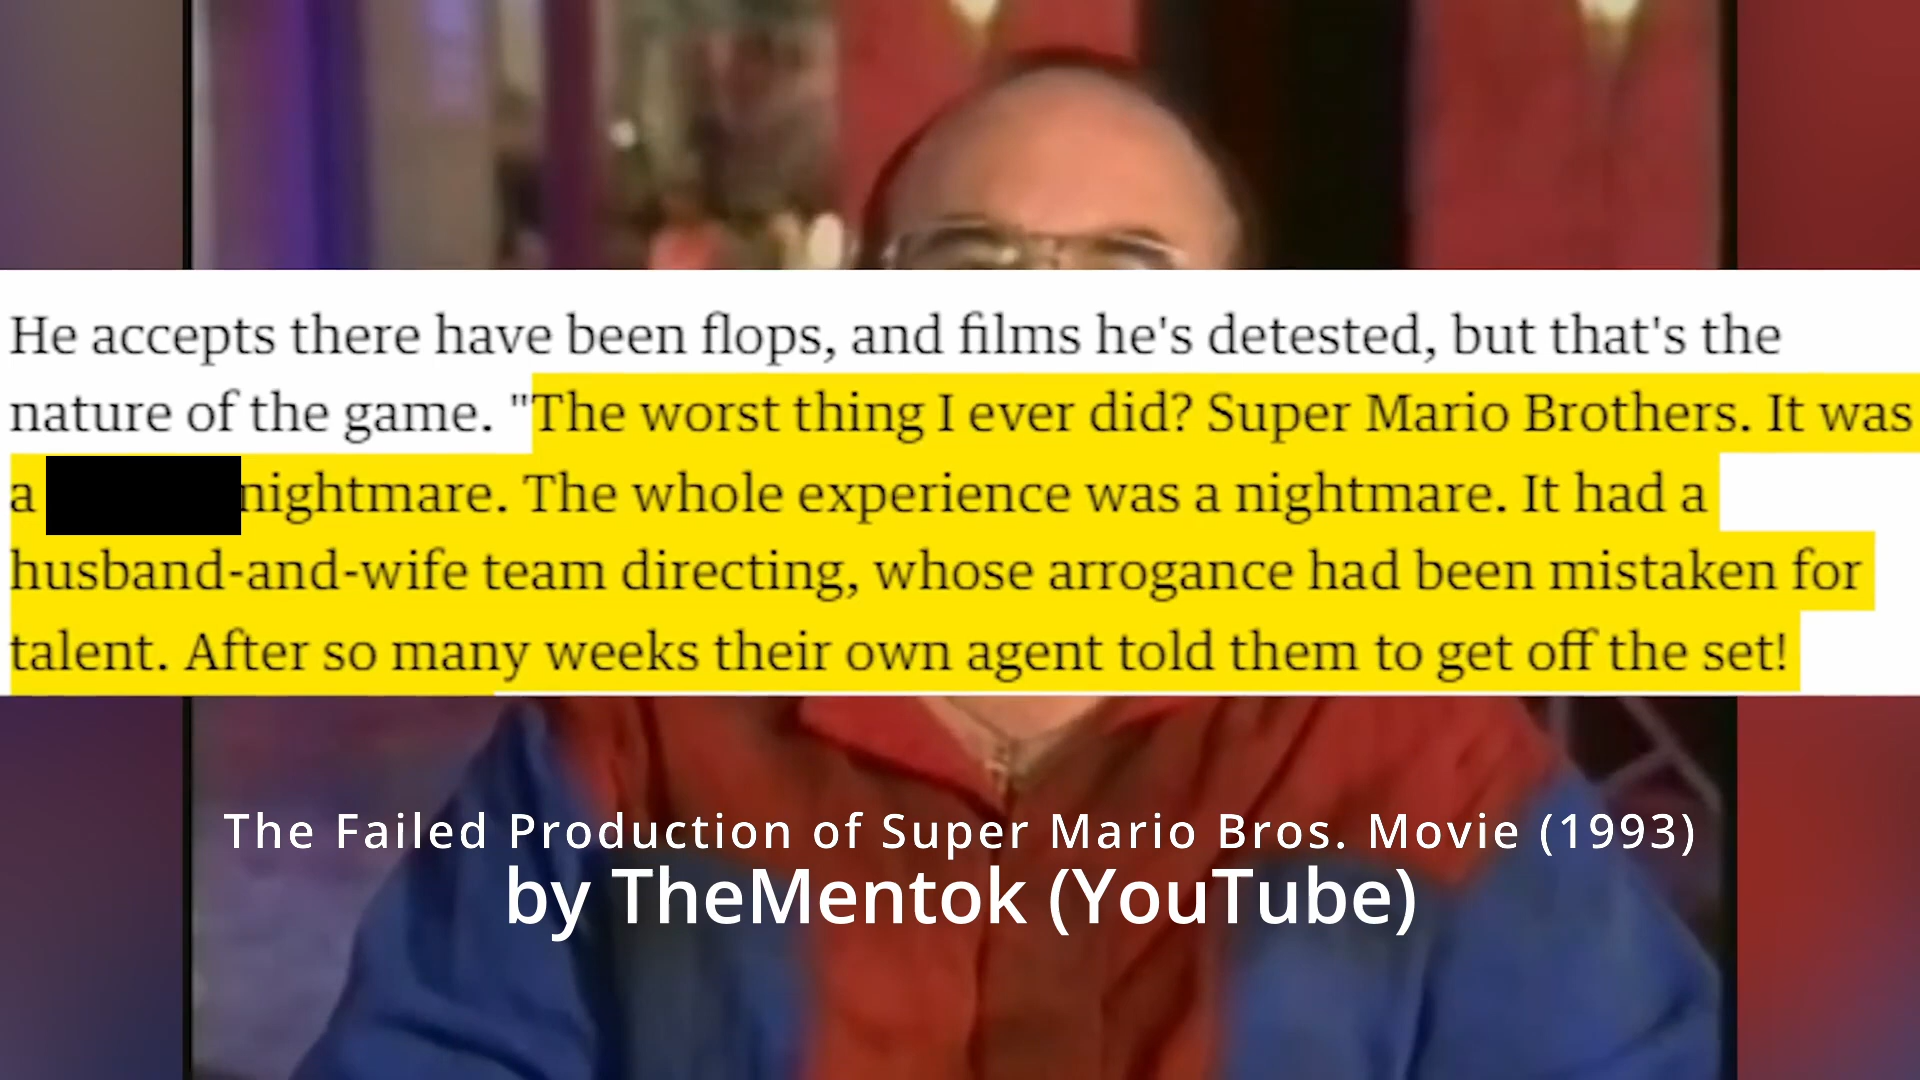 He accepts there have been flops, and films he's detested, but that's the
nature of the game. "The worst thing I ever did? Super Mario Brothers. It was
a nightmare. The whole experience was a nightmare. It had a
husband-and-wife team directing, whose arrogance had been mistaken for
talent. After so many weeks their own agent told them to get off the set!
The Failed Production of Super Mario Bros. Movie (1993)
by TheMentok (YouTube)